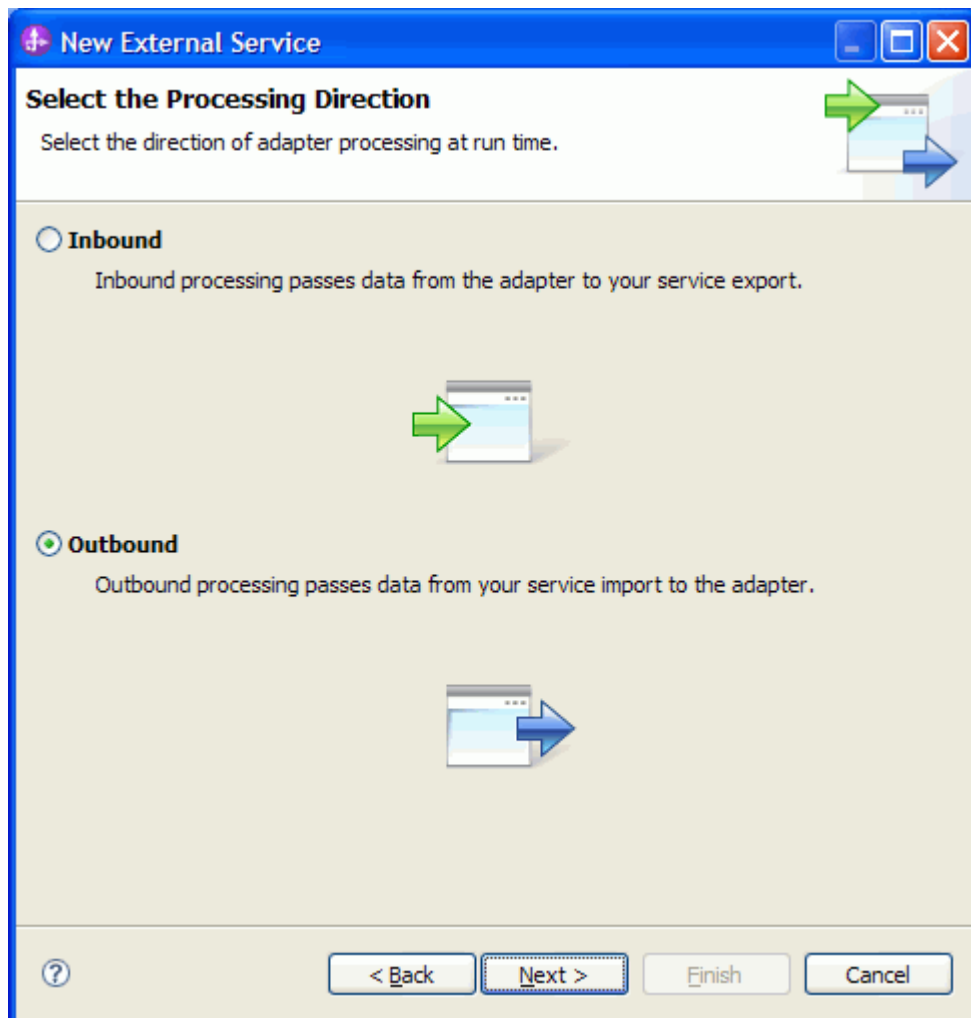 New External Service
Select the Processing Direction
Select the direction of adapter processing at run time.
Inbound
Inbound processing passes data from the adapter to your service export.
Outbound
Outbound processing passes data from your service import to the adapter.
? < Back Next > Finish Cancel